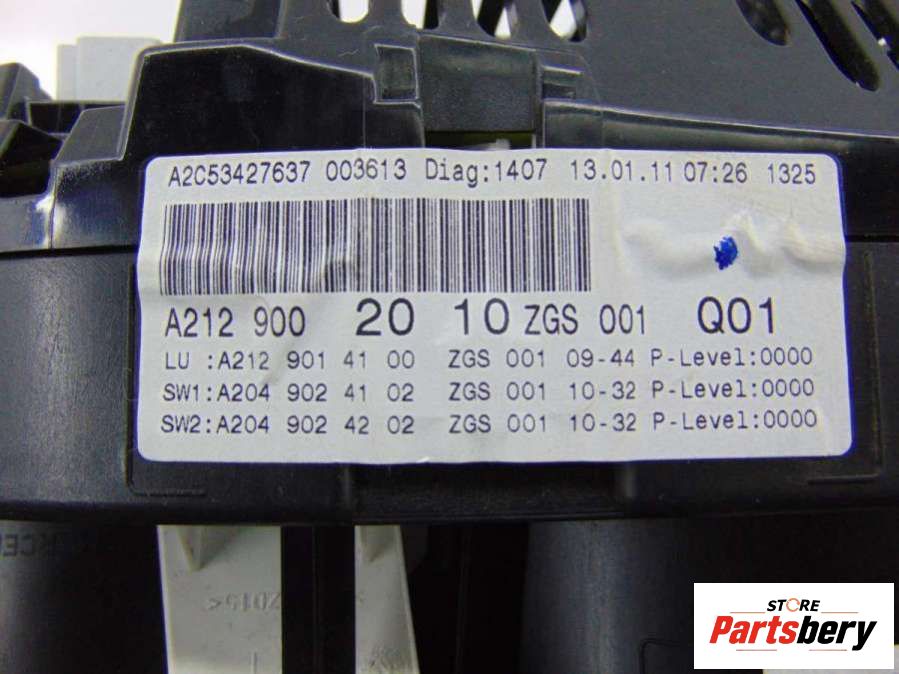 A2C53427637 003613 Diag:1407 13.01.11 07:26 1325
A212 900 20 10 ZGS 001 Q01
LU :A212 901 41 00 ZGS 001 09-44 P-Level:0000
SW1:A204 902 41 02 ZGS 001 10-32 P-Level:0000
SW2:A204 902 42 02 ZGS 001 10-32 P-Level:0000
STORE
Partsbery